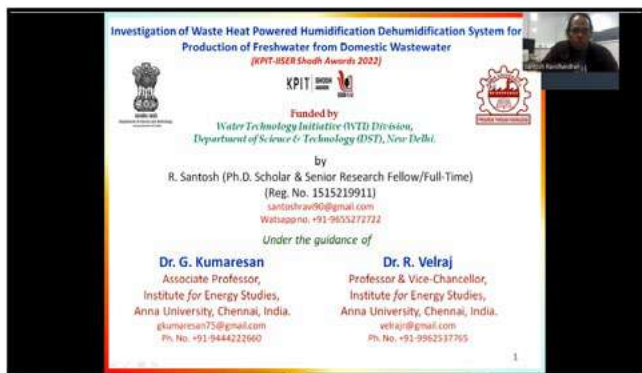 Investigation of Waste Heat Powered Humidification Dehumidification System for
Production of Freshwater from Domestic Wastewater
(KPIT-IISER Shodh Awards 2022)
KPIT
SHODH
Funded by
Water Technology Initiative (WTI) Division,
Department of Science & Technology (DST), New Delhi.
by
R. Santosh (Ph.D. Scholar & Senior Research Fellow/Full-Time)
(Reg. No. 1515219911)
santoshravi90@gmail.com
Watsapp no. +91-9655272722
Under the guidance of
Dr. G. Kumaresan
Associate Professor,
Institute for Energy Studies,
Anna University, Chennai, India.
gkumaresan75@gmail.com
Ph. No. +91-9444222660
Dr. R. Velraj
Professor & Vice-Chancellor,
Institute for Energy Studies,
Anna University, Chennai, India.
velrajr@gmail.com
Ph. No. +91-9962537765
1